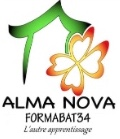 ALMA NOVA
FORMABAT34
L'autre apprentissage